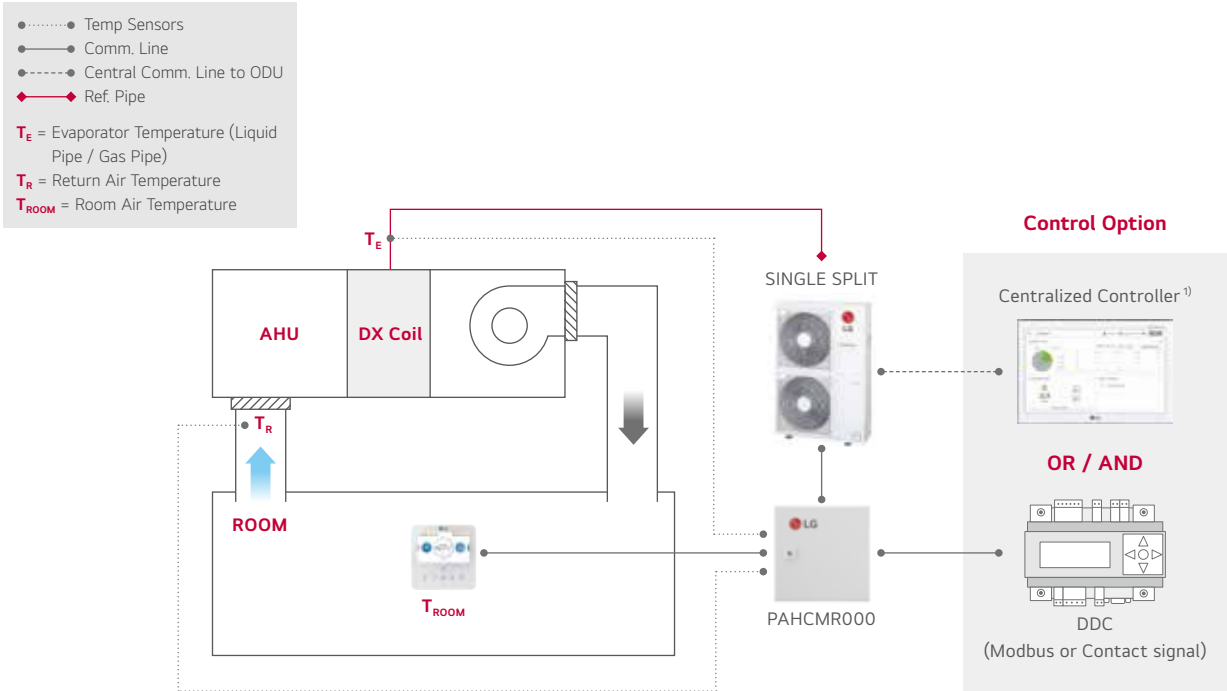 Temp Sensors
Comm. Line
Central Comm. Line to ODU
Ref. Pipe
TE = Evaporator Temperature (Liquid
Pipe / Gas Pipe)
TR = Return Air Temperature
TROOM = Room Air Temperature
Control Option
TE
SINGLE SPLIT
Centralized Controller 1)
LG
AHU
DX Coil
TR
OR / AND
ROOM
LG
TROOM
PAHCMR000
DDC
(Modbus or Contact signal)